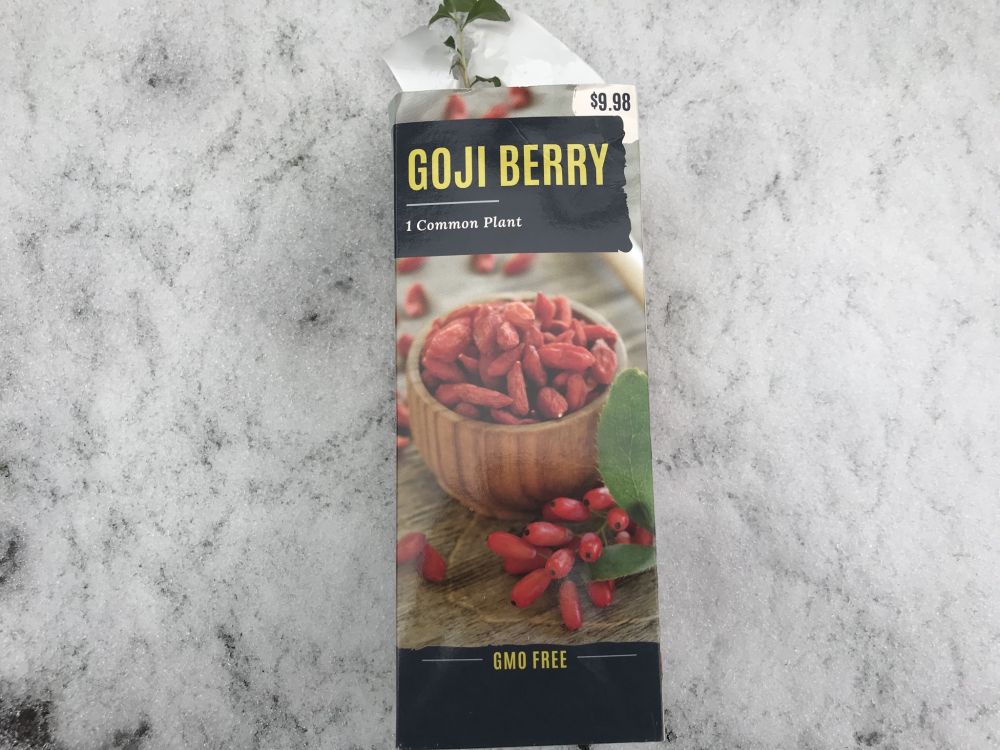 $9.98
GOJI BERRY
1 Common Plant
GMO FREE